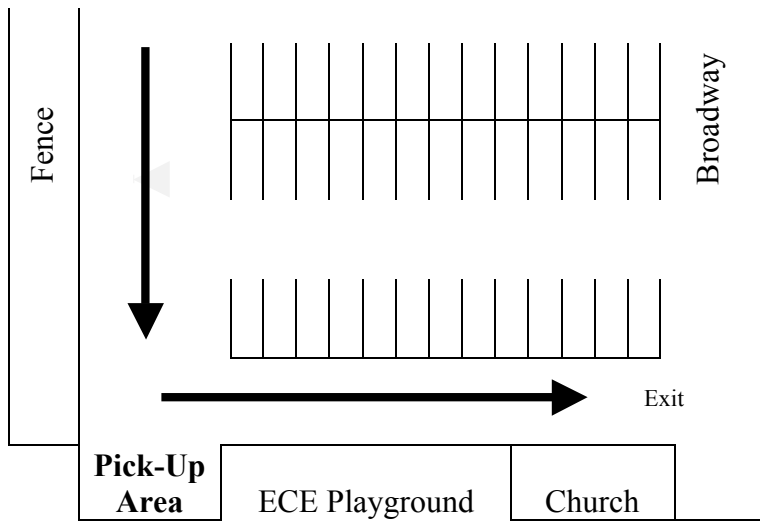 Fence
Broadway
Exit
Pick-Up
Area
ECE Playground
Church